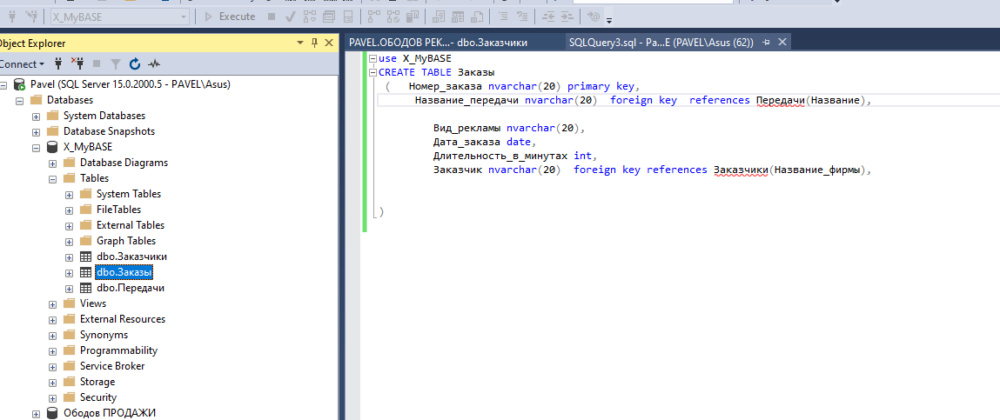 X_MyBASE
Execute
Object Explorer
Connect
Pavel (SQL Server 15.0.2000.5 - PAVEL\Asus)
Databases
System Databases
Database Snapshots
X_MyBASE
Database Diagrams
Tables
System Tables
FileTables
External Tables
Graph Tables
dbo.Заказчики
dbo.Заказы
dbo.Передачи
Views
External Resources
Synonyms
Programmability
Service Broker
Storage
Security
Ободов ПРОДАЖИ
PAVEL.ОБОДОВ РЕК...- dbo.Заказчики
SQLQuery3.sql - Pa...E (PAVEL\Asus (62))
use X_MyBASE
CREATE TABLE Заказы
( Номер_заказа nvarchar(20) primary key,
Название_передачи nvarchar(20) foreign key references Передачи(Название),
Вид_рекламы nvarchar(20),
Дата_заказа date,
Длительность_в_минутах int,
Заказчик nvarchar(20) foreign key references Заказчики(Название_фирмы),
)